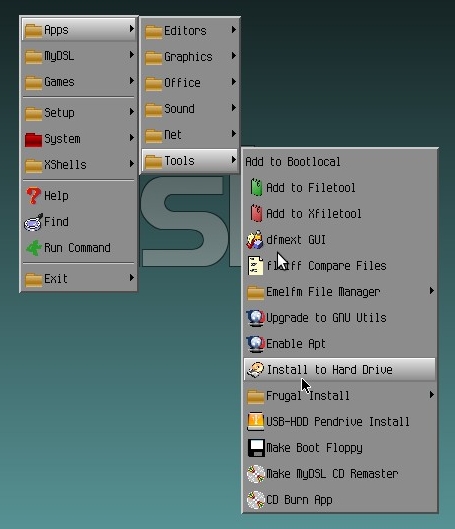 Apps
MyDSL
Games
Setup
System
XShells
Help
Find
Run Command
Exit
Editors
Graphics
Office
Sound
Net
Tools
Add to Bootlocal
Add to Filetool
Add to Xfiletool
dfmext GUI
Compare Files
Emelfm File Manager
Upgrade to GNU Utils
Enable Apt
Install to Hard Drive
Frugal Install
USB-HDD Pendrive Install
Make Boot Floppy
Make MyDSL CD Remaster
CD Burn App